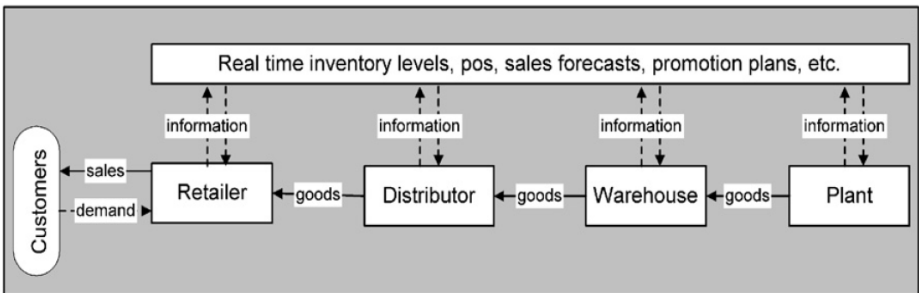 Real time inventory levels, pos, sales forecasts, promotion plans, etc.
information
information
information
information
Customers
sales
demand
Retailer
goods
Distributor
goods
Warehouse
goods
Plant